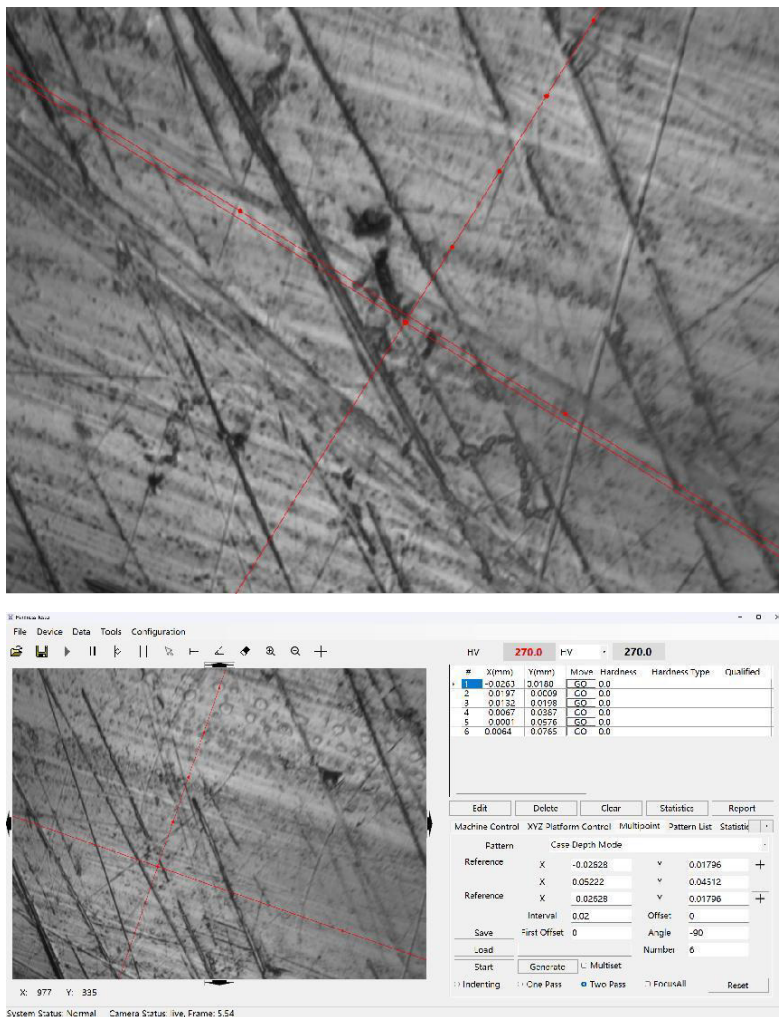 File Device Data Tools Configuration
HV 270.0 HV 270.0
# X(mm) Y(mm) Move Hardness Hardness Type Qualified
1 -0.0263 0.0180 GO 0.0
2 0.0197 0.0009 GO 0.0
3 0.0132 0.0198 GO 0.0
4 0.0067 0.0387 GO 0.0
5 0.0001 0.0576 GO 0.0
6 0.0064 0.0765 GO 0.0
Edit Delete Clear Statistics Report
Machine Control XYZ Platform Control Multipoint Pattern List Statistic
Pattern Case Depth Mode
Reference X -0.02628 Y 0.01796
X 0.05222 Y 0.04512
Reference X 0.02628 Y 0.01796
Interval 0.02 Offset 0
Save First Offset 0 Angle -90
Load Number 6
Start Generate Multiset
Indenting One Pass Two Pass FocusAll Reset
X: 977 Y: 335
System Status: Normal Camera Status: live, Frame: 5.54